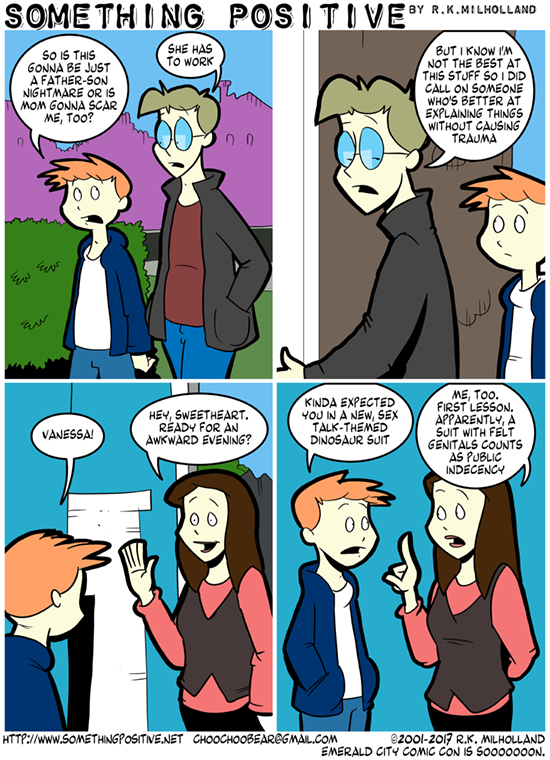 SOMETHING POSITIVE BY R.K.MILHOLLAND
SO IS THIS
GONNA BE JUST
A FATHER-SON
NIGHTMARE OR IS
MOM GONNA SCAR
ME, TOO?
SHE HAS
TO WORK
BUT I KNOW I'M
NOT THE BEST AT
THIS STUFF SO I DID
CALL ON SOMEONE
WHO'S BETTER AT
EXPLAINING THINGS
WITHOUT CAUSING
TRAUMA
VANESSA!
HEY, SWEETHEART.
READY FOR AN
AWKWARD EVENING?
KINDA EXPECTED
YOU IN A NEW, SEX
TALK-THEMED
DINOSAUR SUIT
ME, TOO.
FIRST LESSON.
APPARENTLY, A
SUIT WITH FELT
GENITALS COUNTS
AS PUBLIC
INDECENCY
HTTP://WWW.SOMETHINGPOSITIVE.NET CHOOCHOOBEAR@GMAIL.COM
©2001-2017 R.K. MILHOLLAND
EMERALD CITY COMIC CON IS SOOOOOOON.